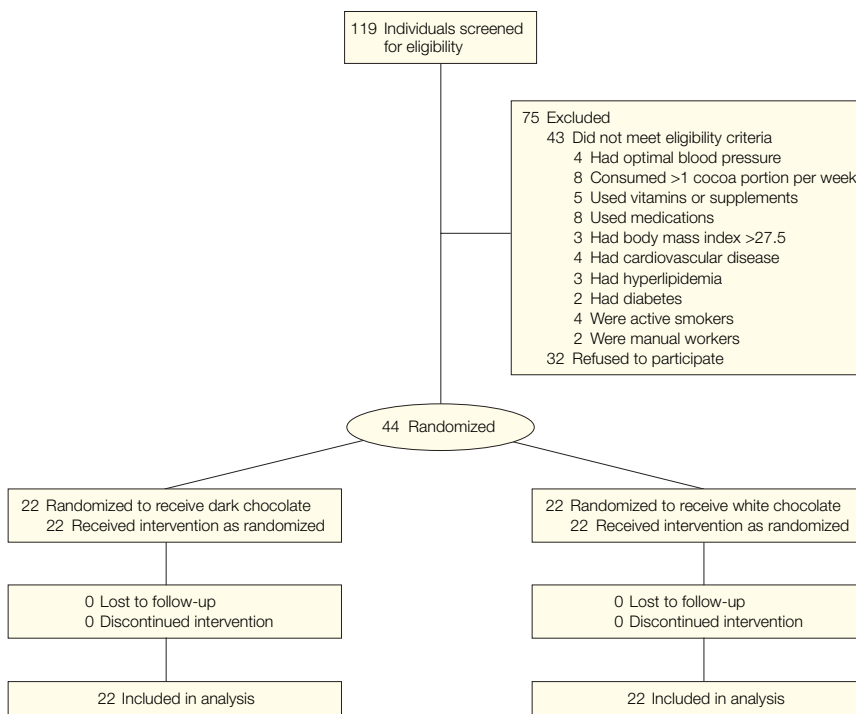 119 Individuals screened
for eligibility
75 Excluded
43 Did not meet eligibility criteria
4 Had optimal blood pressure
8 Consumed >1 cocoa portion per week
5 Used vitamins or supplements
8 Used medications
3 Had body mass index >27.5
4 Had cardiovascular disease
3 Had hyperlipidemia
2 Had diabetes
4 Were active smokers
2 Were manual workers
32 Refused to participate
44 Randomized
22 Randomized to receive dark chocolate
22 Received intervention as randomized
22 Randomized to receive white chocolate
22 Received intervention as randomized
0 Lost to follow-up
0 Discontinued intervention
0 Lost to follow-up
0 Discontinued intervention
22 Included in analysis
22 Included in analysis